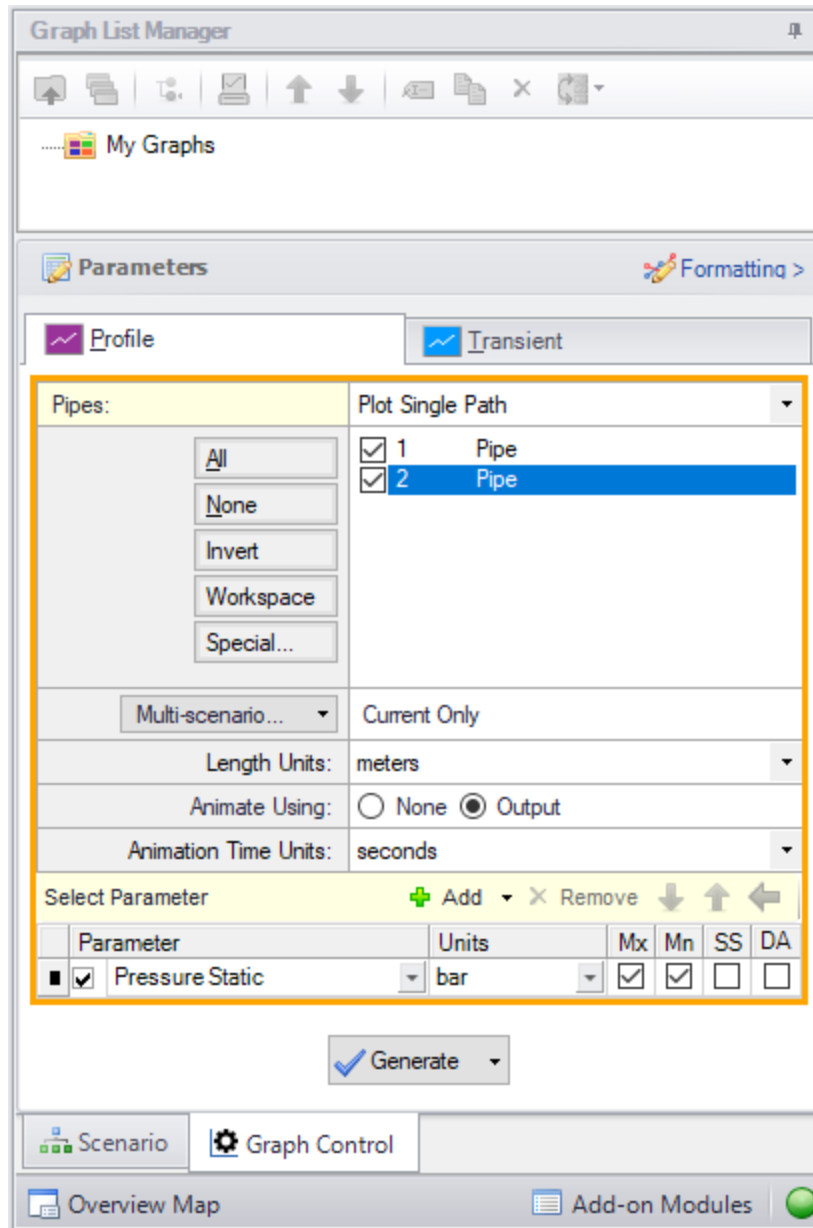 Graph List Manager
My Graphs
Parameters Formatting >
Profile Transient
Pipes: Plot Single Path
All
None
Invert
Workspace
Special...
1 Pipe
2 Pipe
Multi-scenario... Current Only
Length Units: meters
Animate Using: None Output
Animation Time Units: seconds
Select Parameter Add Remove
Parameter Units Mx Mn SS DA
Pressure Static bar
Generate
Scenario Graph Control
Overview Map Add-on Modules